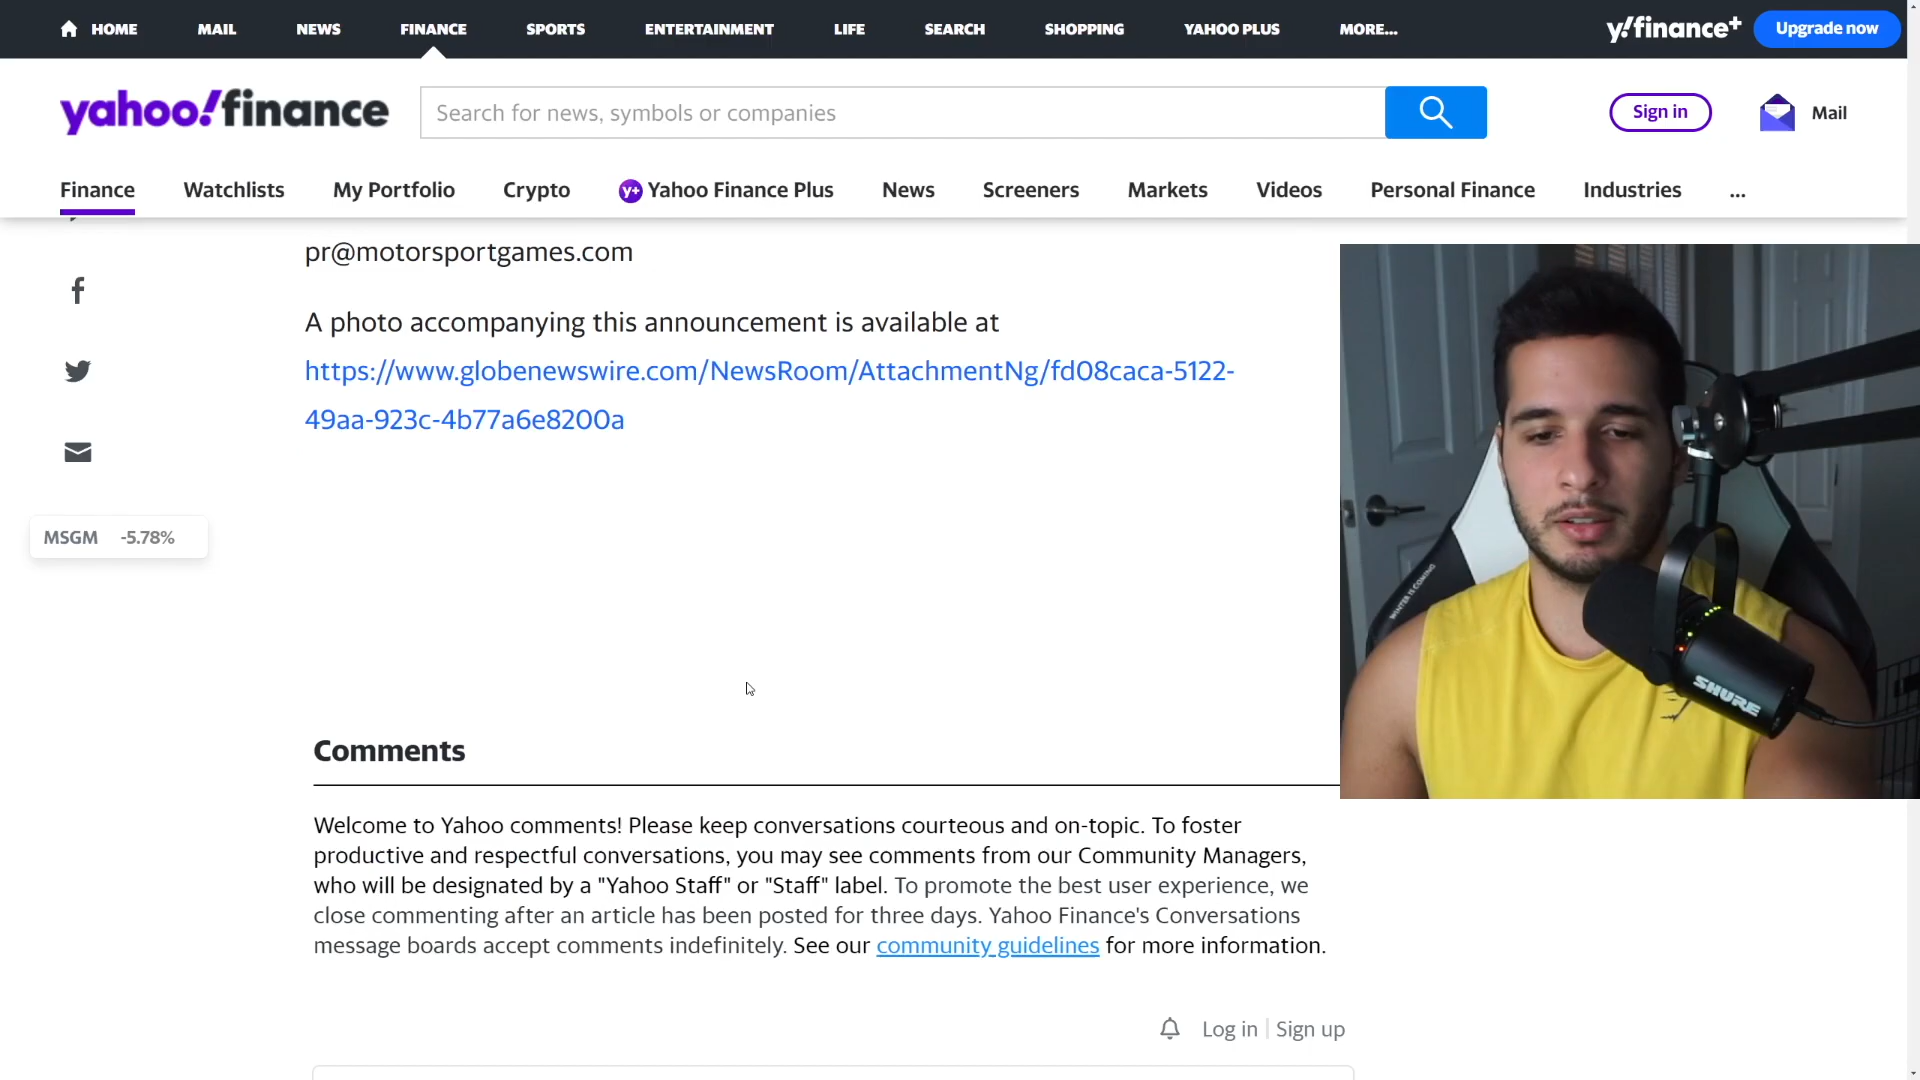 HOME MAIL NEWS FINANCE SPORTS ENTERTAINMENT LIFE SEARCH SHOPPING YAHOO PLUS MORE... y!finance+ Upgrade now
yahoo!finance Search for news, symbols or companies Sign in Mail
Finance Watchlists My Portfolio Crypto y+ Yahoo Finance Plus News Screeners Markets Videos Personal Finance Industries ...
pr@motorsportgames.com
A photo accompanying this announcement is available at
https://www.globenewswire.com/NewsRoom/AttachmentNg/fd08caca-5122-
49aa-923c-4b77a6e8200a
MSGM -5.78%
WINTER IS COMING
SHURE
Comments
Welcome to Yahoo comments! Please keep conversations courteous and on-topic. To foster
productive and respectful conversations, you may see comments from our Community Managers,
who will be designated by a "Yahoo Staff" or "Staff" label. To promote the best user experience, we
close commenting after an article has been posted for three days. Yahoo Finance's Conversations
message boards accept comments indefinitely. See our community guidelines for more information.
Log in | Sign up